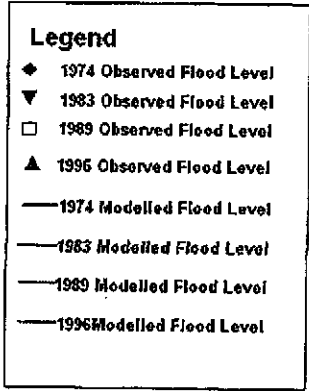 Legend
1974 Observed Flood Level
1983 Observed Flood Level
1989 Observed Flood Level
1996 Observed Flood Level
1974 Modelled Flood Level
1983 Modelled Flood Level
1989 Modelled Flood Level
1996Modelled Flood Level